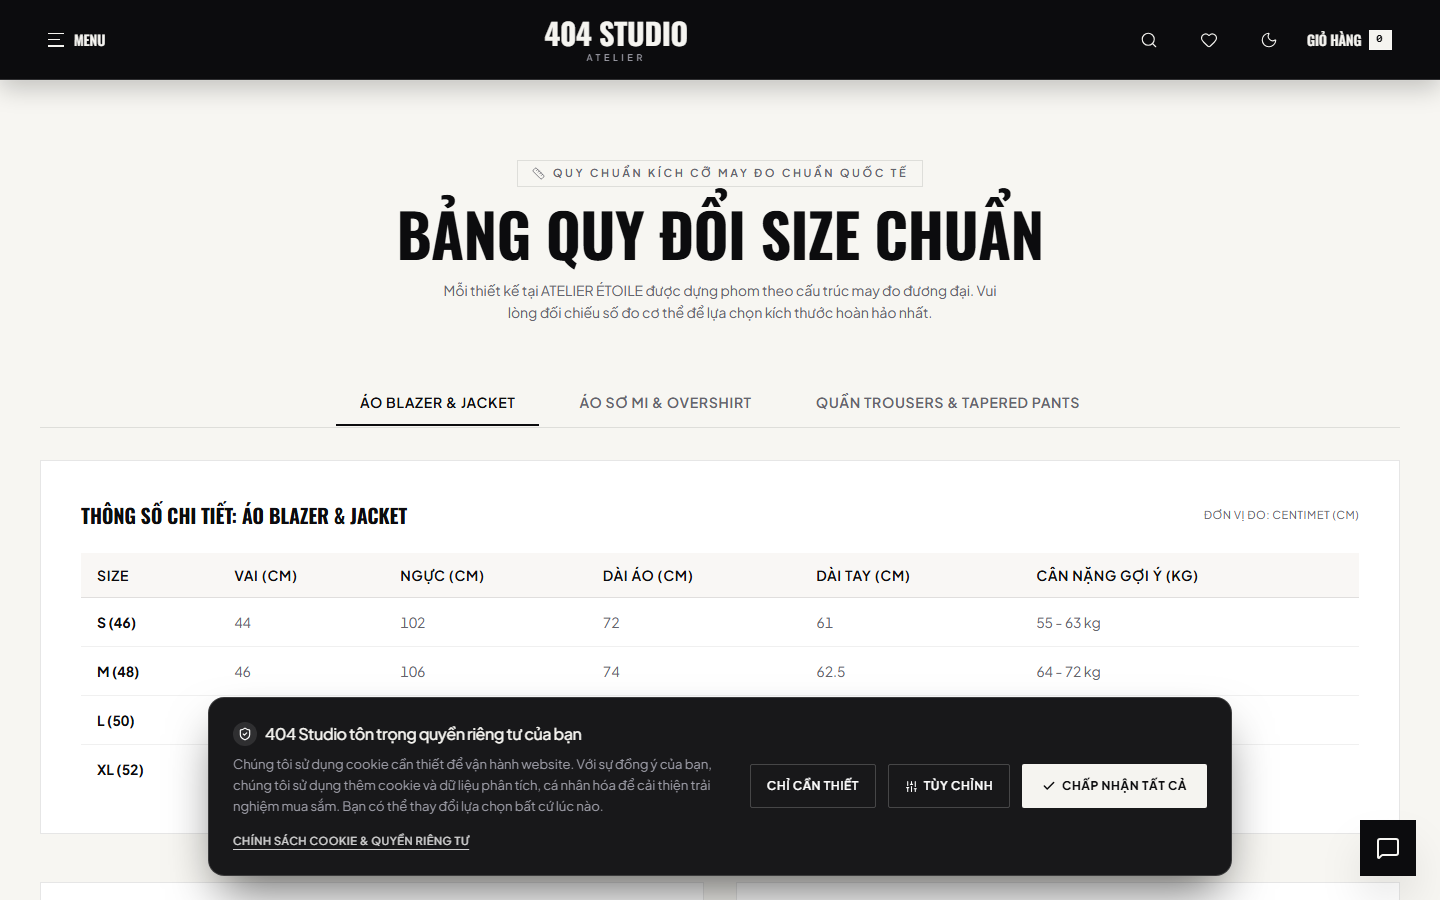 MENU
404 STUDIO
ATELIER
GIỎ HÀNG 0
QUY CHUẨN KÍCH CỠ MAY ĐO CHUẨN QUỐC TẾ
BẢNG QUY ĐỔI SIZE CHUẨN
Mỗi thiết kế tại ATELIER ÉTOILE được dựng phom theo cấu trúc may đo đương đại. Vui
lòng đối chiếu số đo cơ thể để lựa chọn kích thước hoàn hảo nhất.
ÁO BLAZER & JACKET
ÁO SƠ MI & OVERSHIRT
QUẦN TROUSERS & TAPERED PANTS
THÔNG SỐ CHI TIẾT: ÁO BLAZER & JACKET
ĐƠN VỊ ĐO: CENTIMET (CM)
SIZE VAI (CM) NGỰC (CM) DÀI ÁO (CM) DÀI TAY (CM) CÂN NẶNG GỢI Ý (KG)
S (46) 44 102 72 61 55 - 63 kg
M (48) 46 106 74 62.5 64 - 72 kg
L (50)
XL (52)
404 Studio tôn trọng quyền riêng tư của bạn
Chúng tôi sử dụng cookie cần thiết để vận hành website. Với sự đồng ý của bạn,
chúng tôi sử dụng thêm cookie và dữ liệu phân tích, cá nhân hóa để cải thiện trải
nghiệm mua sắm. Bạn có thể thay đổi lựa chọn bất cứ lúc nào.
CHÍNH SÁCH COOKIE & QUYỀN RIÊNG TƯ
CHỈ CẦN THIẾT
TÙY CHỈNH
CHẤP NHẬN TẤT CẢ